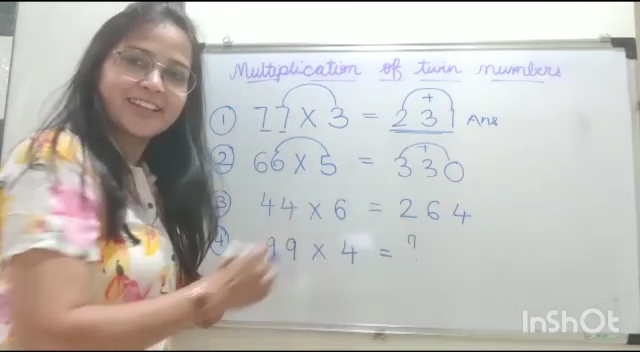 Multiplication of twin numbers
① 77 × 3 = 231 Ans
+
② 66 × 5 = 330
+
③ 44 × 6 = 264
④ 99 × 4 = ?
InShOt